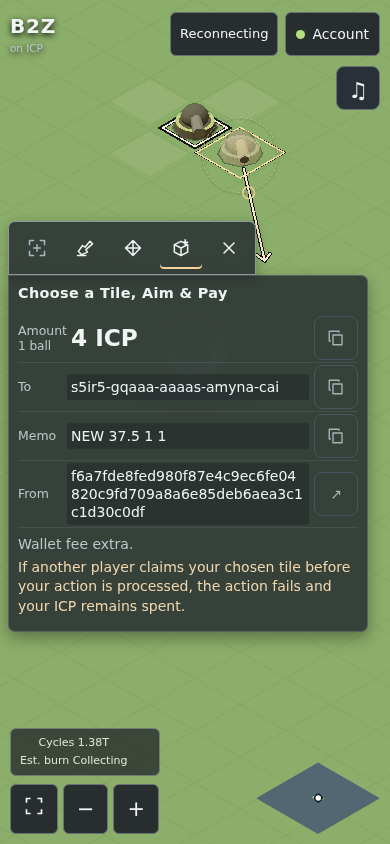 B2Z
on ICP
Reconnecting
Account
Choose a Tile, Aim & Pay
Amount
1 ball
4 ICP
To
s5ir5-gqaaa-aaaas-amyna-cai
Memo
NEW 37.5 1 1
From
f6a7fde8fed980f87e4c9ec6fe04
820c9fd709a8a6e85deb6aea3c1
c1d30c0df
Wallet fee extra.
If another player claims your chosen tile before
your action is processed, the action fails and
your ICP remains spent.
Cycles 1.38T
Est. burn Collecting